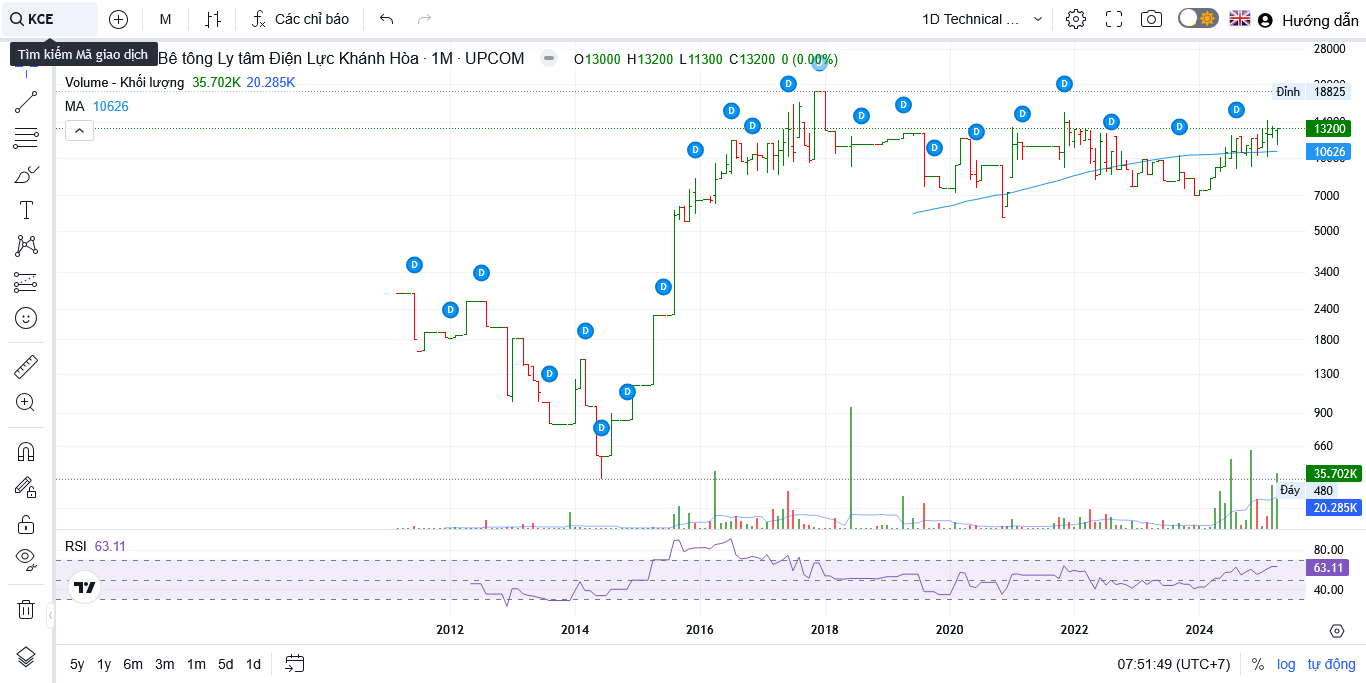 KCE
M
Các chỉ báo
1D Technical ...
Hướng dẫn
Tìm kiếm Mã giao dịch
Bê tông Ly tâm Điện Lực Khánh Hòa · 1M · UPCOM
O13000 H13200 L11300 C13200 0 (0.00%)
Volume - Khối lượng 35.702K 20.285K
MA 10626
28000
Đỉnh 18825
13200
10626
7000
5000
3400
2400
1800
1300
900
660
35.702K
Đáy 480
20.285K
D D D D D D D D D D D D D D D D D D D D D D D D
RSI 63.11
80.00
63.11
40.00
2012 2014 2016 2018 2020 2022 2024
5y 1y 6m 3m 1m 5d 1d
07:51:49 (UTC+7) % log tự động